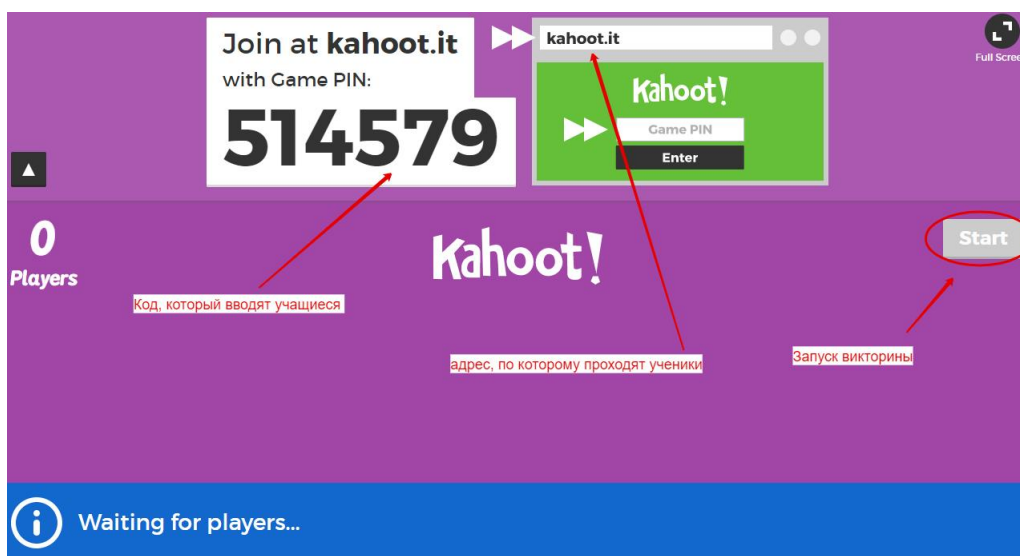 Join at kahoot.it
with Game PIN:
514579
kahoot.it
Kahoot!
Game PIN
Enter
Full Scree
0
Players
Kahoot!
Start
Код, который вводят учащиеся
адрес, по которому проходят ученики
Запуск викторины
Waiting for players...